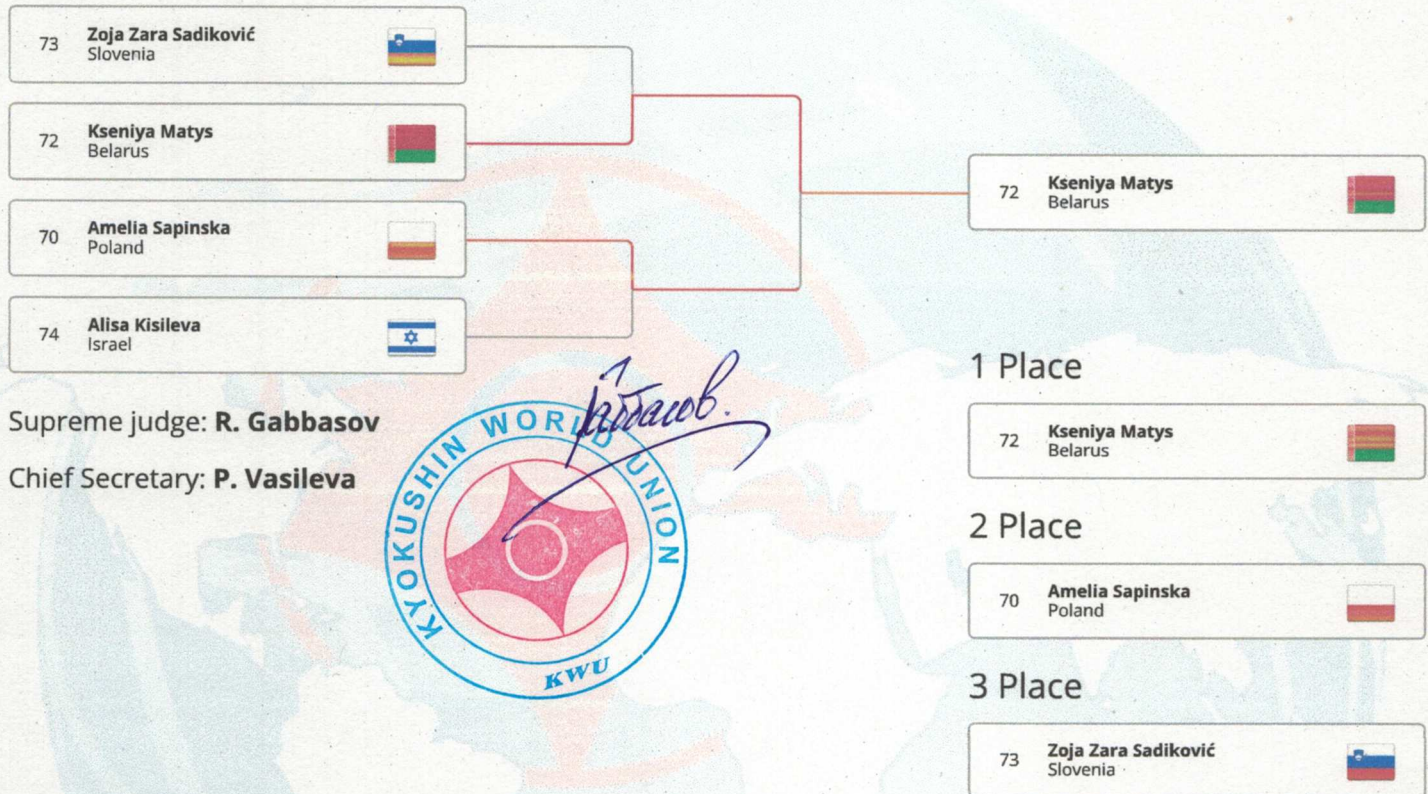 73
Zoja Zara Sadiković
Slovenia
72
Kseniya Matys
Belarus
70
Amelia Sapinska
Poland
74
Alisa Kisileva
Israel
72
Kseniya Matys
Belarus
Supreme judge: R. Gabbasov
Chief Secretary: P. Vasileva
KYOKUSHIN WORLD UNION
KWU
1 Place
72
Kseniya Matys
Belarus
2 Place
70
Amelia Sapinska
Poland
3 Place
73
Zoja Zara Sadiković
Slovenia